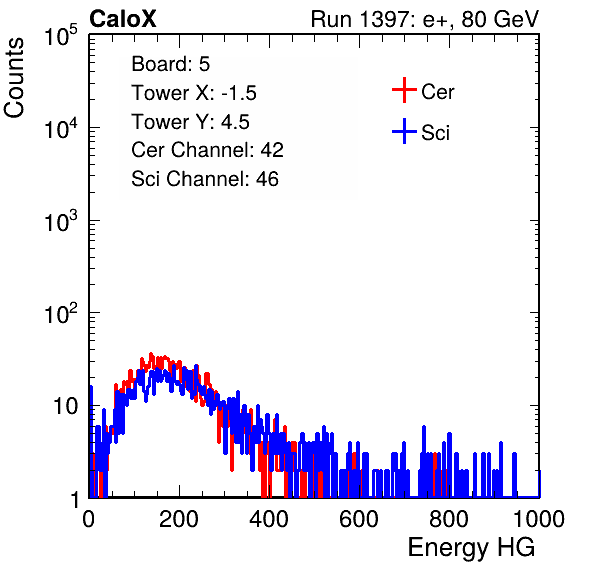 CaloX Run 1397: e+, 80 GeV
Counts
Board: 5
Tower X: -1.5
Tower Y: 4.5
Cer Channel: 42
Sci Channel: 46
Cer
Sci
10^5
10^4
10^3
10^2
10
1
0 200 400 600 800 1000
Energy HG